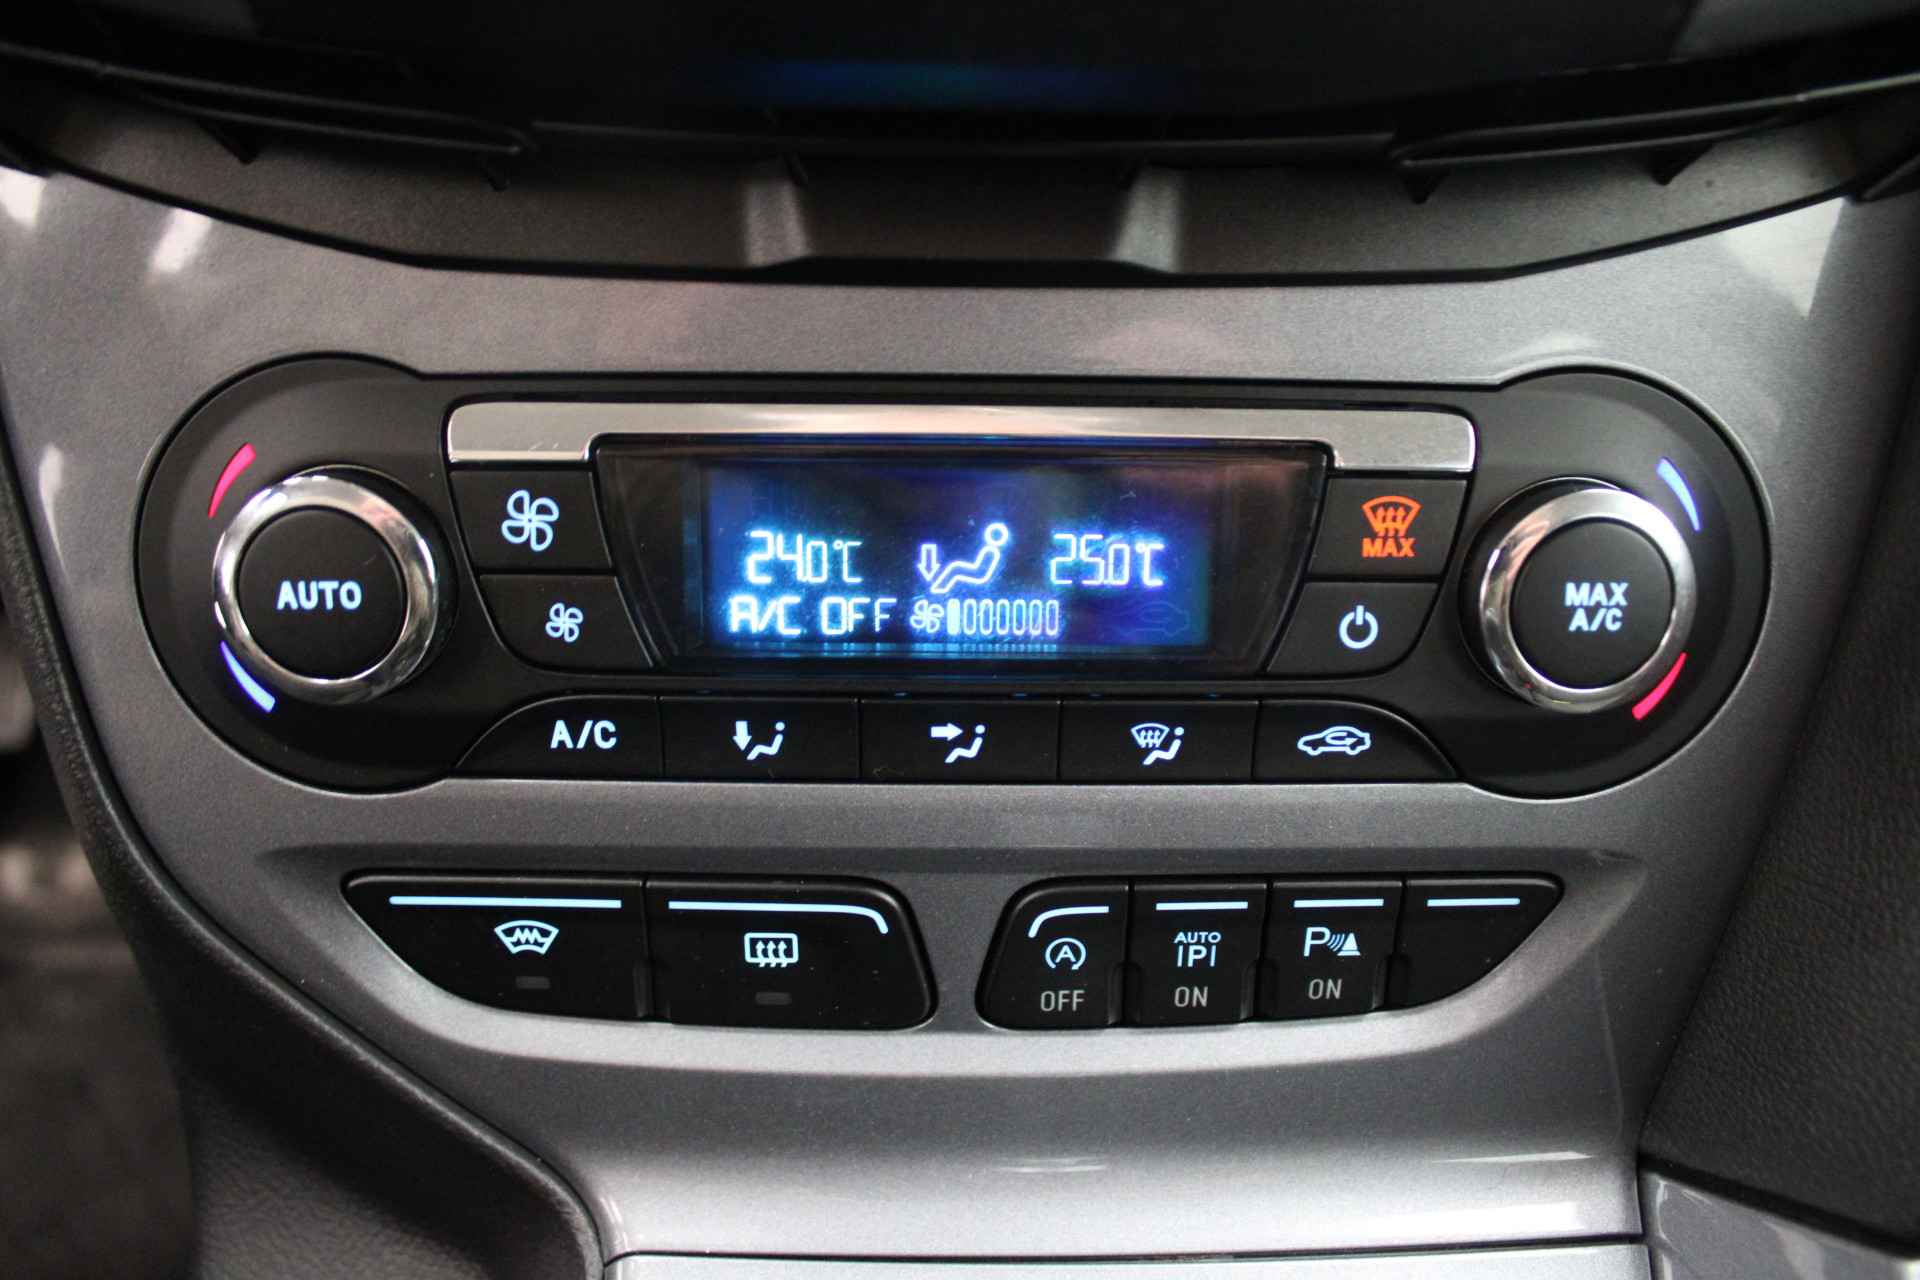 24.0°C 25.0°C
A/C OFF
AUTO
MAX
MAX
A/C
A/C
A
OFF
AUTO
P
ON
P
ON